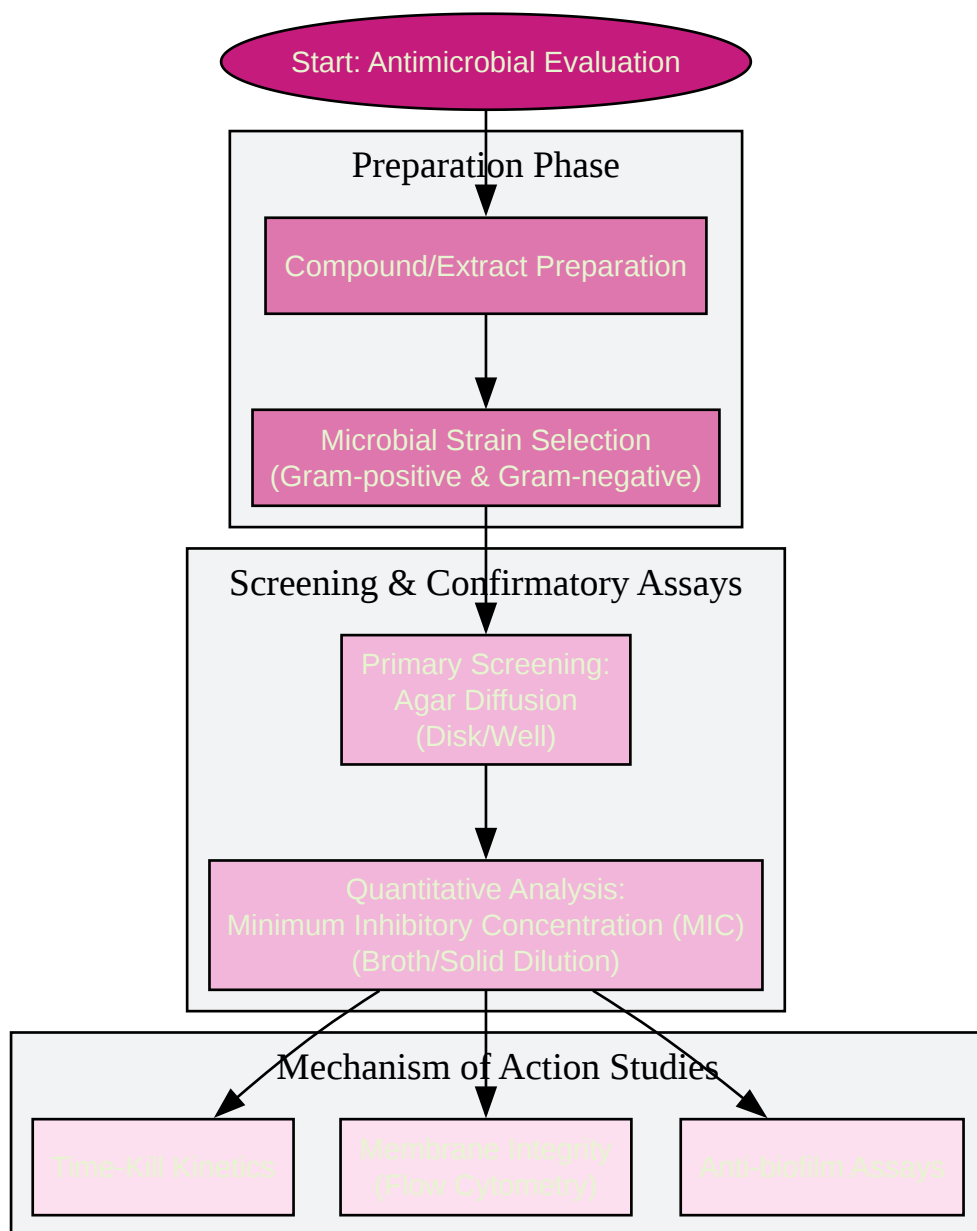 Start: Antimicrobial Evaluation
Preparation Phase
Compound/Extract Preparation
Microbial Strain Selection
(Gram-positive & Gram-negative)
Screening & Confirmatory Assays
Primary Screening:
Agar Diffusion
(Disk/Well)
Quantitative Analysis:
Minimum Inhibitory Concentration (MIC)
(Broth/Solid Dilution)
Mechanism of Action Studies
Time-Kill Kinetics
Membrane Integrity
(Flow Cytometry)
Anti-biofilm Assays